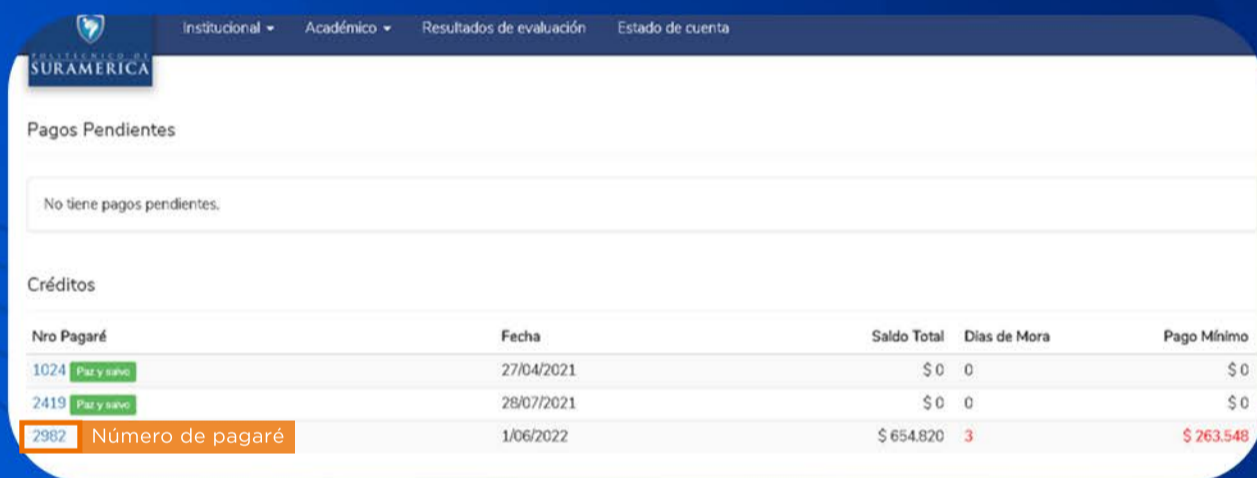 Institucional Académico Resultados de evaluación Estado de cuenta
POLITÉCNICO DE
SURAMERICA
Pagos Pendientes
No tiene pagos pendientes.
Créditos
Nro Pagaré Fecha Saldo Total Dias de Mora Pago Mínimo
1024 Paz y salvo 27/04/2021 $ 0 0 $ 0
2419 Paz y salvo 28/07/2021 $ 0 0 $ 0
2982 Número de pagaré 1/06/2022 $ 654.820 3 $ 263.548